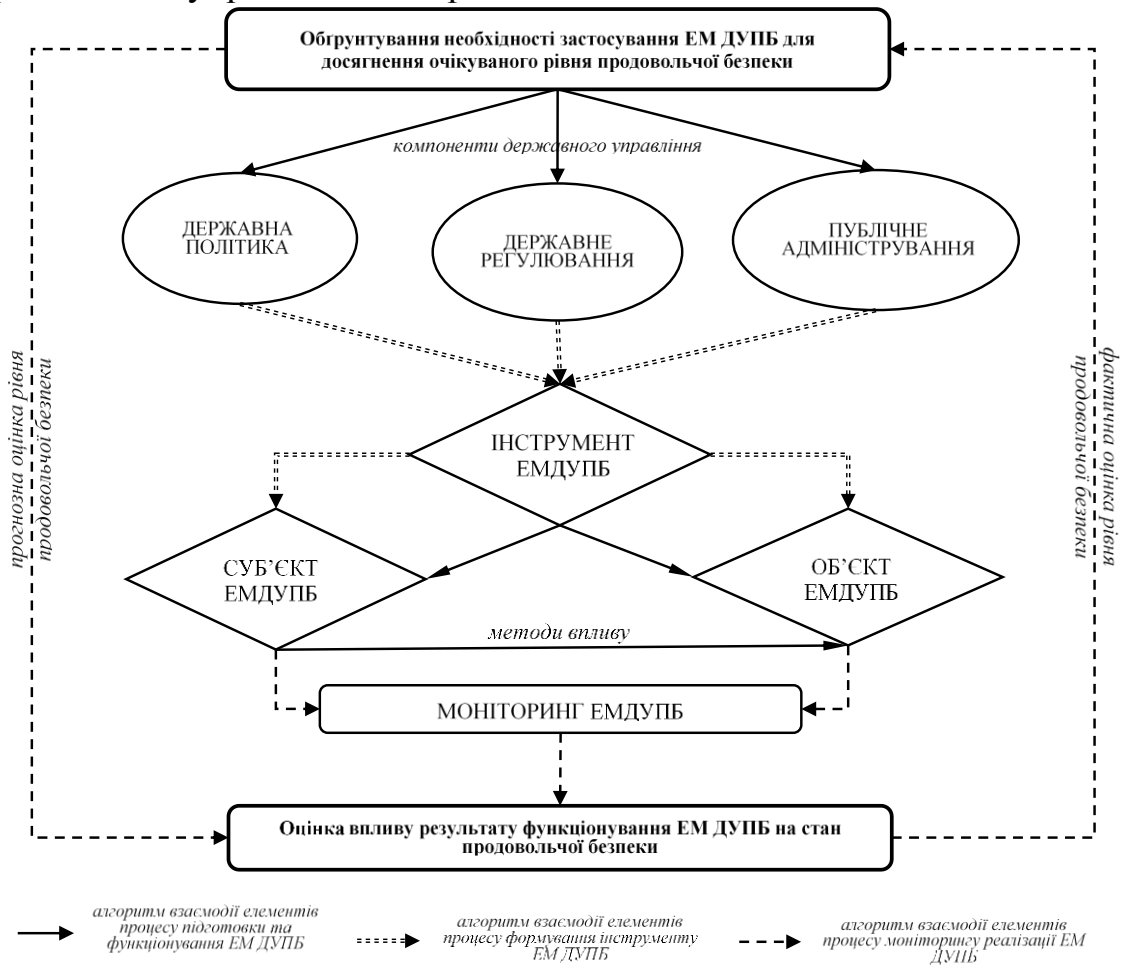 Обґрунтування необхідності застосування ЕМ ДУПБ для
досягнення очікуваного рівня продовольчої безпеки
компоненти державного управління
ДЕРЖАВНА
ПОЛІТИКА
ДЕРЖАВНЕ
РЕГУЛЮВАННЯ
ПУБЛІЧНЕ
АДМІНІСТРУВАННЯ
прогнозна оцінка рівня
продовольчої безпеки
фактична оцінка рівня
продовольчої безпеки
ІНСТРУМЕНТ
ЕМДУПБ
СУБ’ЄКТ
ЕМДУПБ
ОБ’ЄКТ
ЕМДУПБ
методи впливу
МОНІТОРИНГ ЕМДУПБ
Оцінка впливу результату функціонування ЕМ ДУПБ на стан
продовольчої безпеки
алгоритм взаємодії елементів
процесу підготовки та
функціонування ЕМ ДУПБ
алгоритм взаємодії елементів
процесу формування інструменту
ЕМ ДУПБ
алгоритм взаємодії елементів
процесу моніторингу реалізації ЕМ
ДУПБ